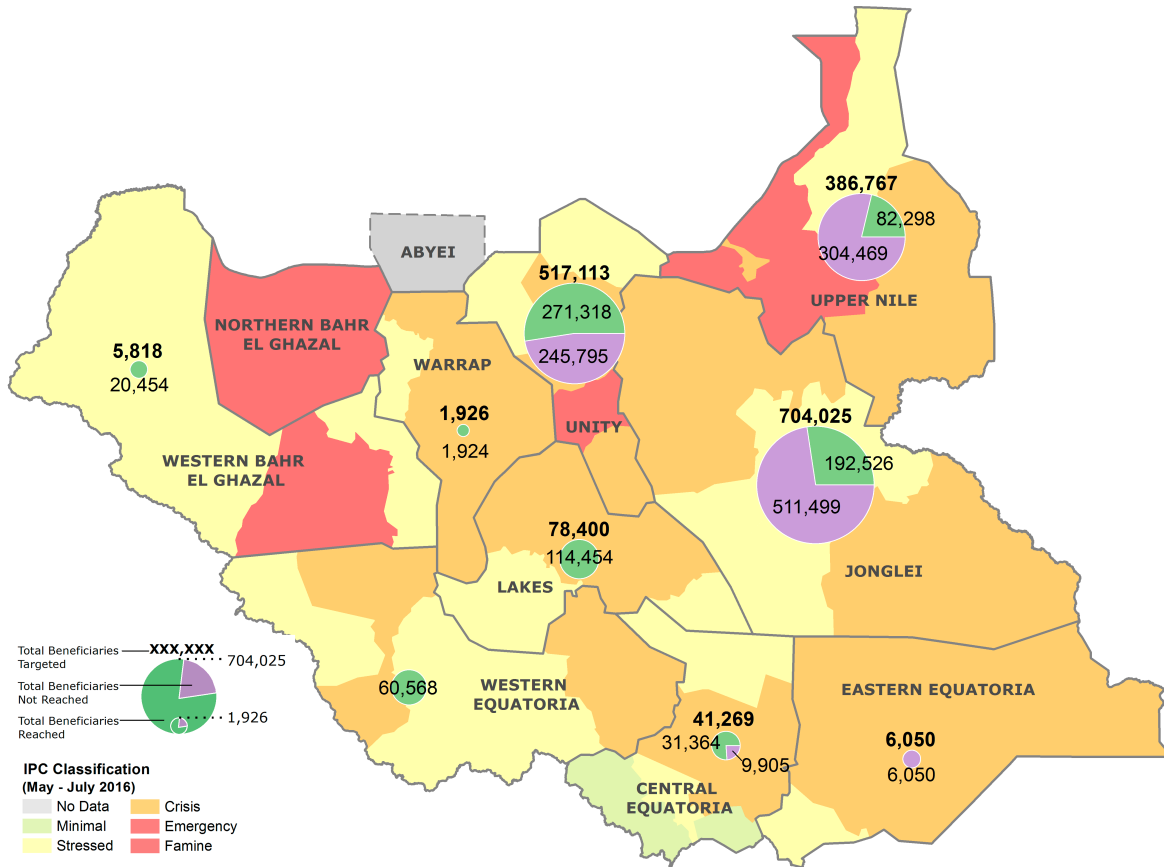 386,767
82,298
304,469
UPPER NILE
ABYEI
517,113
271,318
245,795
NORTHERN BAHR
EL GHAZAL
5,818
20,454
WARRAP
1,926
1,924
UNITY
704,025
192,526
511,499
WESTERN BAHR
EL GHAZAL
78,400
114,454
LAKES
JONGLEI
60,568
WESTERN
EQUATORIA
EASTERN EQUATORIA
41,269
31,364
9,905
6,050
6,050
CENTRAL
EQUATORIA
Total Beneficiaries
Targeted
XXX,XXX
704,025
Total Beneficiaries
Not Reached
Total Beneficiaries
Reached
1,926
IPC Classification
(May - July 2016)
No Data
Minimal
Stressed
Crisis
Emergency
Famine